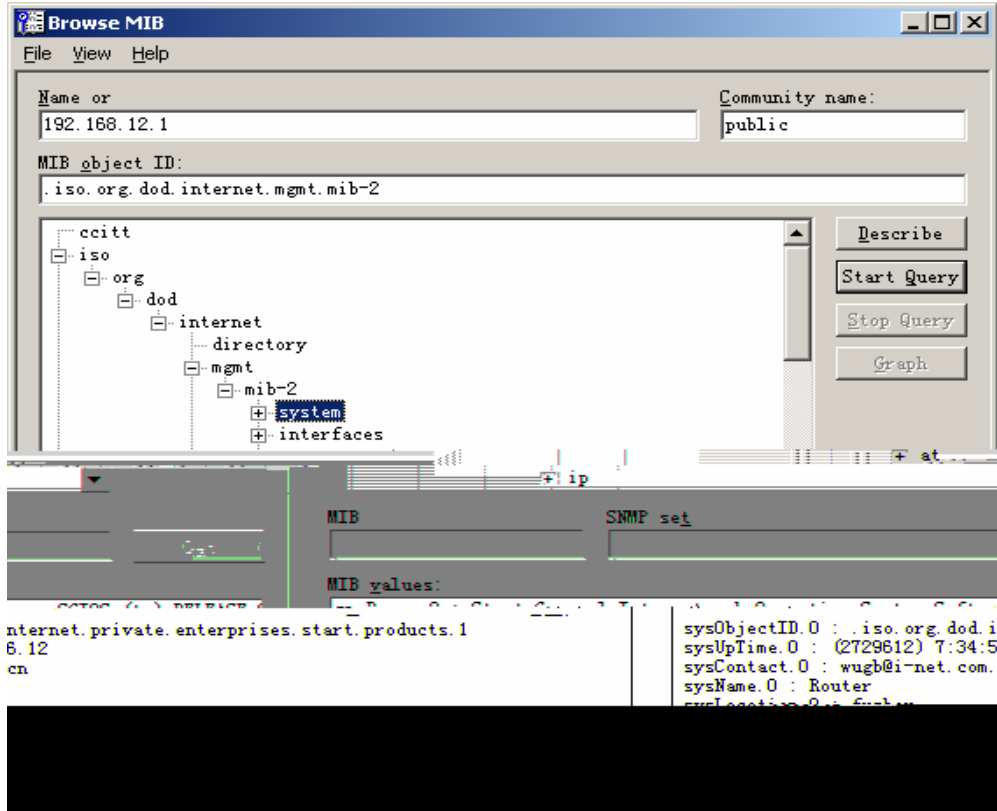 Browse MIB
File View Help
Name or
Community name:
192.168.12.1
public
MIB object ID:
.iso.org.dod.internet.mgmt.mib-2
ccitt
iso
org
dod
internet
directory
mgmt
mib-2
system
interfaces
Describe
Start Query
Stop Query
Graph
at
ip
MIB
SNMP set
MIB values:
nternet.private.enterprises.start.products.1
6.12
cn
sysObjectID.0 : .iso.org.dod.i
sysUpTime.0 : (2729612) 7:34:5
sysContact.0 : wugb@i-net.com.
sysName.0 : Router